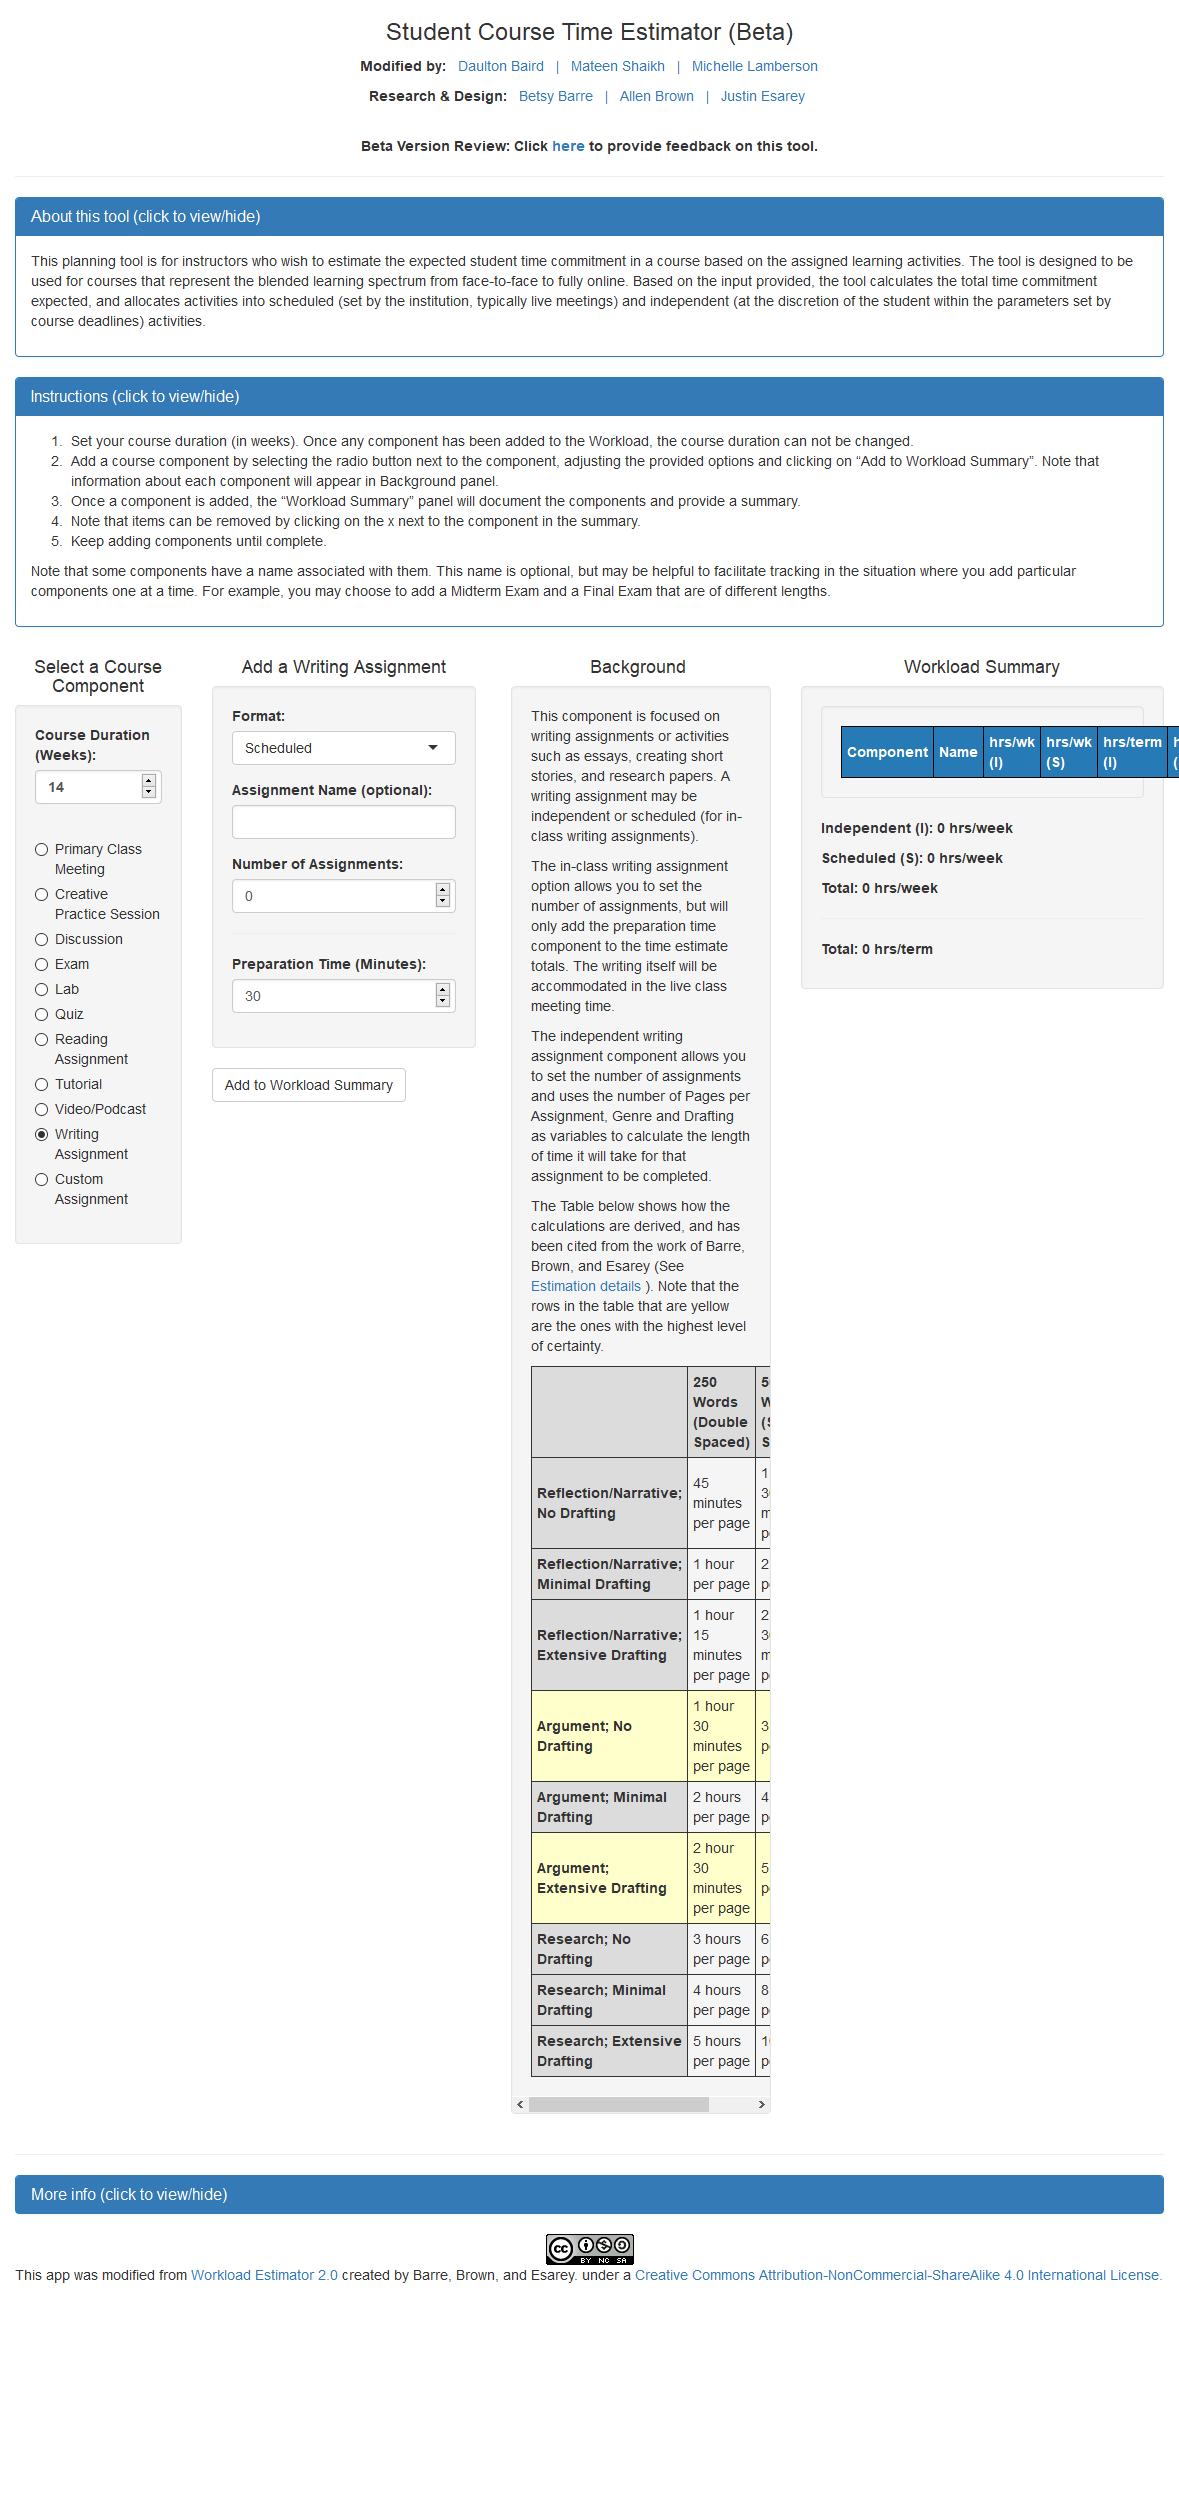 Student Course Time Estimator (Beta)
Modified by: Daulton Baird | Mateen Shaikh | Michelle Lamberson
Research & Design: Betsy Barre | Allen Brown | Justin Esarey
Beta Version Review: Click here to provide feedback on this tool.
About this tool (click to view/hide)
This planning tool is for instructors who wish to estimate the expected student time commitment in a course based on the assigned learning activities. The tool is designed to be
used for courses that represent the blended learning spectrum from face-to-face to fully online. Based on the input provided, the tool calculates the total time commitment
expected, and allocates activities into scheduled (set by the institution, typically live meetings) and independent (at the discretion of the student within the parameters set by
course deadlines) activities.
Instructions (click to view/hide)
1. Set your course duration (in weeks). Once any component has been added to the Workload, the course duration can not be changed.
2. Add a course component by selecting the radio button next to the component, adjusting the provided options and clicking on “Add to Workload Summary”. Note that
information about each component will appear in Background panel.
3. Once a component is added, the “Workload Summary” panel will document the components and provide a summary.
4. Note that items can be removed by clicking on the x next to the component in the summary.
5. Keep adding components until complete.
Note that some components have a name associated with them. This name is optional, but may be helpful to facilitate tracking in the situation where you add particular
components one at a time. For example, you may choose to add a Midterm Exam and a Final Exam that are of different lengths.
Select a Course
Component
Course Duration
(Weeks):
14
Primary Class
Meeting
Creative
Practice Session
Discussion
Exam
Lab
Quiz
Reading
Assignment
Tutorial
Video/Podcast
Writing
Assignment
Custom
Assignment
Add a Writing Assignment
Format:
Scheduled
Assignment Name (optional):
Number of Assignments:
0
Preparation Time (Minutes):
30
Add to Workload Summary
Background
This component is focused on
writing assignments or activities
such as essays, creating short
stories, and research papers. A
writing assignment may be
independent or scheduled (for in-
class writing assignments).
The in-class writing assignment
option allows you to set the
number of assignments, but will
only add the preparation time
component to the time estimate
totals. The writing itself will be
accommodated in the live class
meeting time.
The independent writing
assignment component allows you
to set the number of assignments
and uses the number of Pages per
Assignment, Genre and Drafting
as variables to calculate the length
of time it will take for that
assignment to be completed.
The Table below shows how the
calculations are derived, and has
been cited from the work of Barre,
Brown, and Esarey (See
Estimation details ). Note that the
rows in the table that are yellow
are the ones with the highest level
of certainty.
250
Words
(Double
Spaced)
Reflection/Narrative;
No Drafting
45
minutes
per page
Reflection/Narrative;
Minimal Drafting
1 hour
per page
Reflection/Narrative;
Extensive Drafting
1 hour
15
minutes
per page
Argument; No
Drafting
1 hour
30
minutes
per page
Argument; Minimal
Drafting
2 hours
per page
Argument;
Extensive Drafting
2 hour
30
minutes
per page
Research; No
Drafting
3 hours
per page
Research; Minimal
Drafting
4 hours
per page
Research; Extensive
Drafting
5 hours
per page
Workload Summary
Component Name hrs/wk (I) hrs/wk (S) hrs/term (I)
Independent (I): 0 hrs/week
Scheduled (S): 0 hrs/week
Total: 0 hrs/week
Total: 0 hrs/term
More info (click to view/hide)
cc BY NC SA
This app was modified from Workload Estimator 2.0 created by Barre, Brown, and Esarey. under a Creative Commons Attribution-NonCommercial-ShareAlike 4.0 International License.